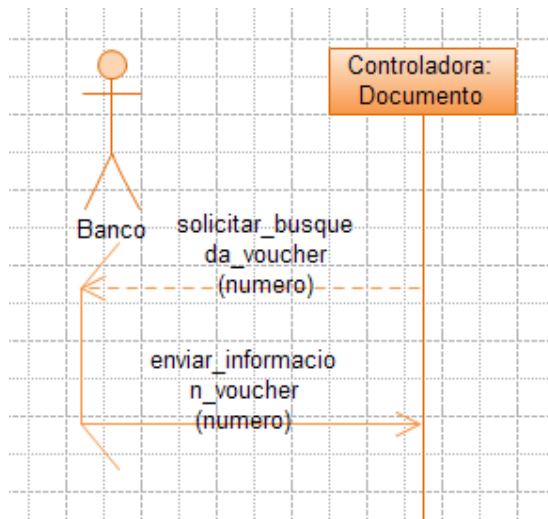 Controladora:
Documento
Banco
solicitar_busque
da_voucher
(numero)
enviar_informacio
n_voucher
(numero)